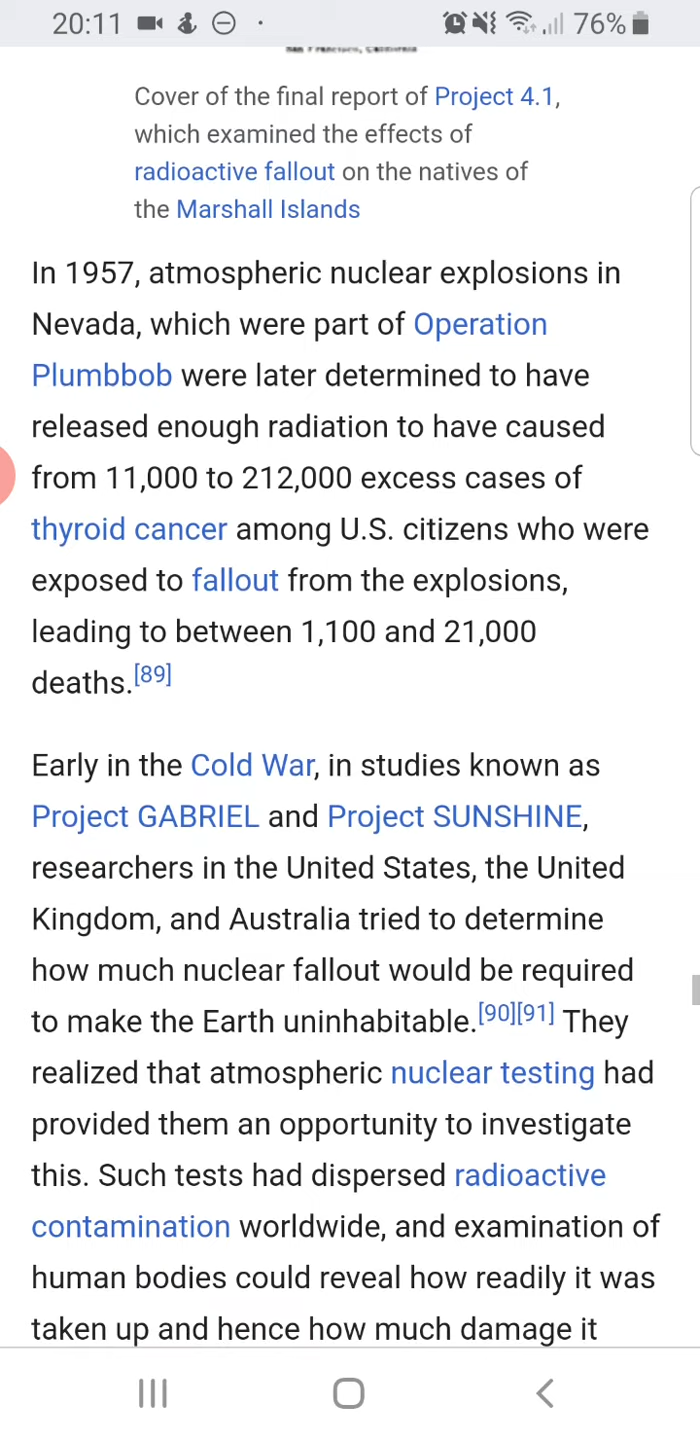 20:11
76%
San Francisco, California
Cover of the final report of Project 4.1,
which examined the effects of
radioactive fallout on the natives of
the Marshall Islands
In 1957, atmospheric nuclear explosions in
Nevada, which were part of Operation
Plumbbob were later determined to have
released enough radiation to have caused
from 11,000 to 212,000 excess cases of
thyroid cancer among U.S. citizens who were
exposed to fallout from the explosions,
leading to between 1,100 and 21,000
deaths.[89]
Early in the Cold War, in studies known as
Project GABRIEL and Project SUNSHINE,
researchers in the United States, the United
Kingdom, and Australia tried to determine
how much nuclear fallout would be required
to make the Earth uninhabitable.[90][91] They
realized that atmospheric nuclear testing had
provided them an opportunity to investigate
this. Such tests had dispersed radioactive
contamination worldwide, and examination of
human bodies could reveal how readily it was
taken up and hence how much damage it